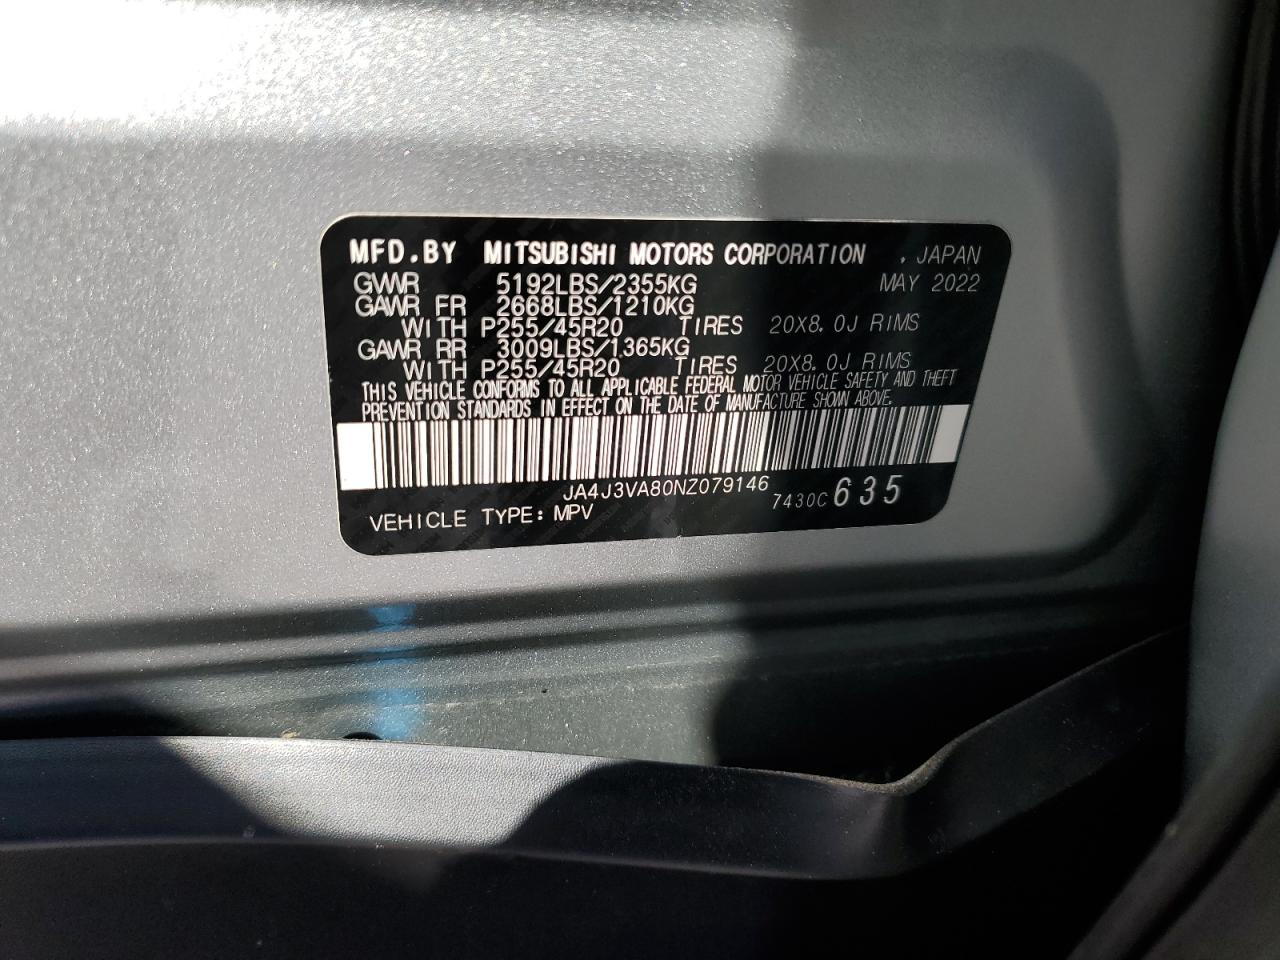 MFD.BY MITSUBISHI MOTORS CORPORATION . JAPAN
GVWR 5192LBS/2355KG MAY 2022
GAWR FR 2668LBS/1210KG
WITH P255/45R20 TIRES 20X8.0J RIMS
GAWR RR 3009LBS/1365KG
WITH P255/45R20 TIRES 20X8.0J RIMS
THIS VEHICLE CONFORMS TO ALL APPLICABLE FEDERAL MOTOR VEHICLE SAFETY AND THEFT
PREVENTION STANDARDS IN EFFECT ON THE DATE OF MANUFACTURE SHOWN ABOVE.
JA4J3VA80NZ079146
7430C 635
VEHICLE TYPE: MPV